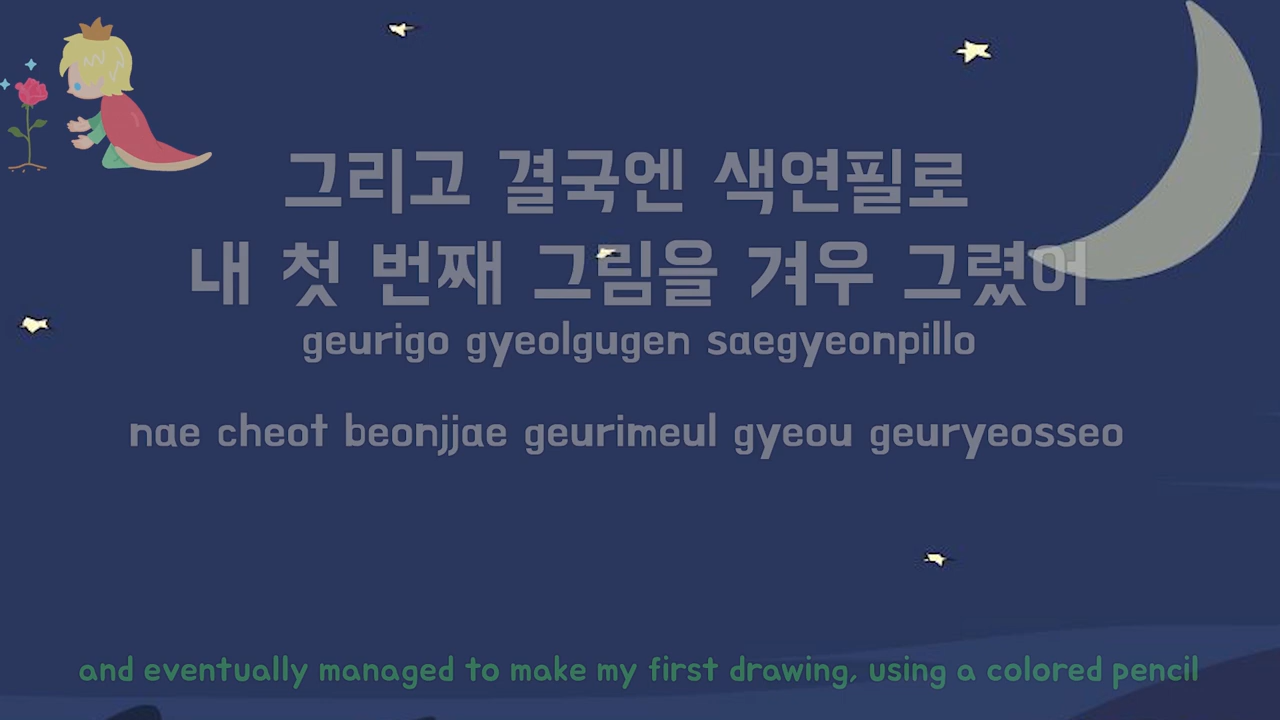 그리고 결국엔 색연필로
내 첫 번째 그림을 겨우 그렸어
geurigo gyeolgugen saegyeonpillo
nae cheot beonjjae geurimeul gyeou geuryeosseo
and eventually managed to make my first drawing, using a colored pencil